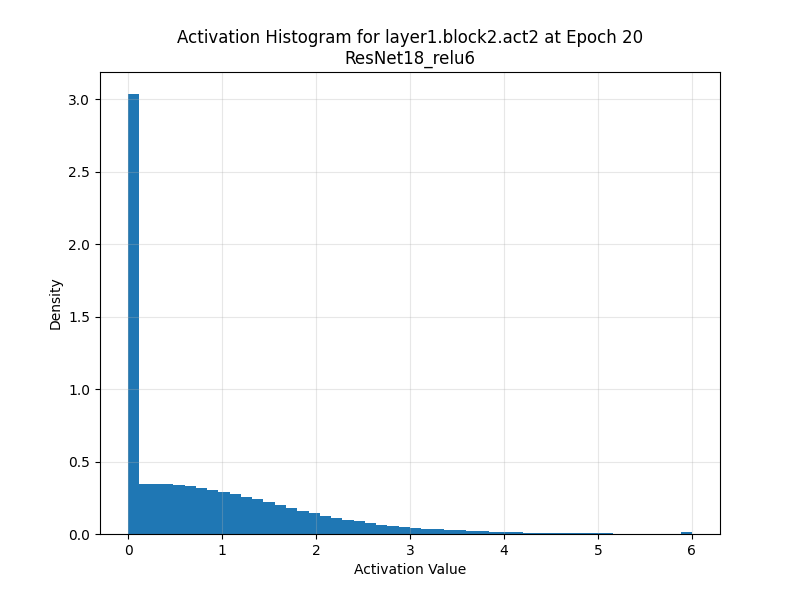 Activation Histogram for layer1.block2.act2 at Epoch 20
ResNet18_relu6
3.0
2.5
2.0
1.5
1.0
0.5
0.0
Density
0 1 2 3 4 5 6
Activation Value